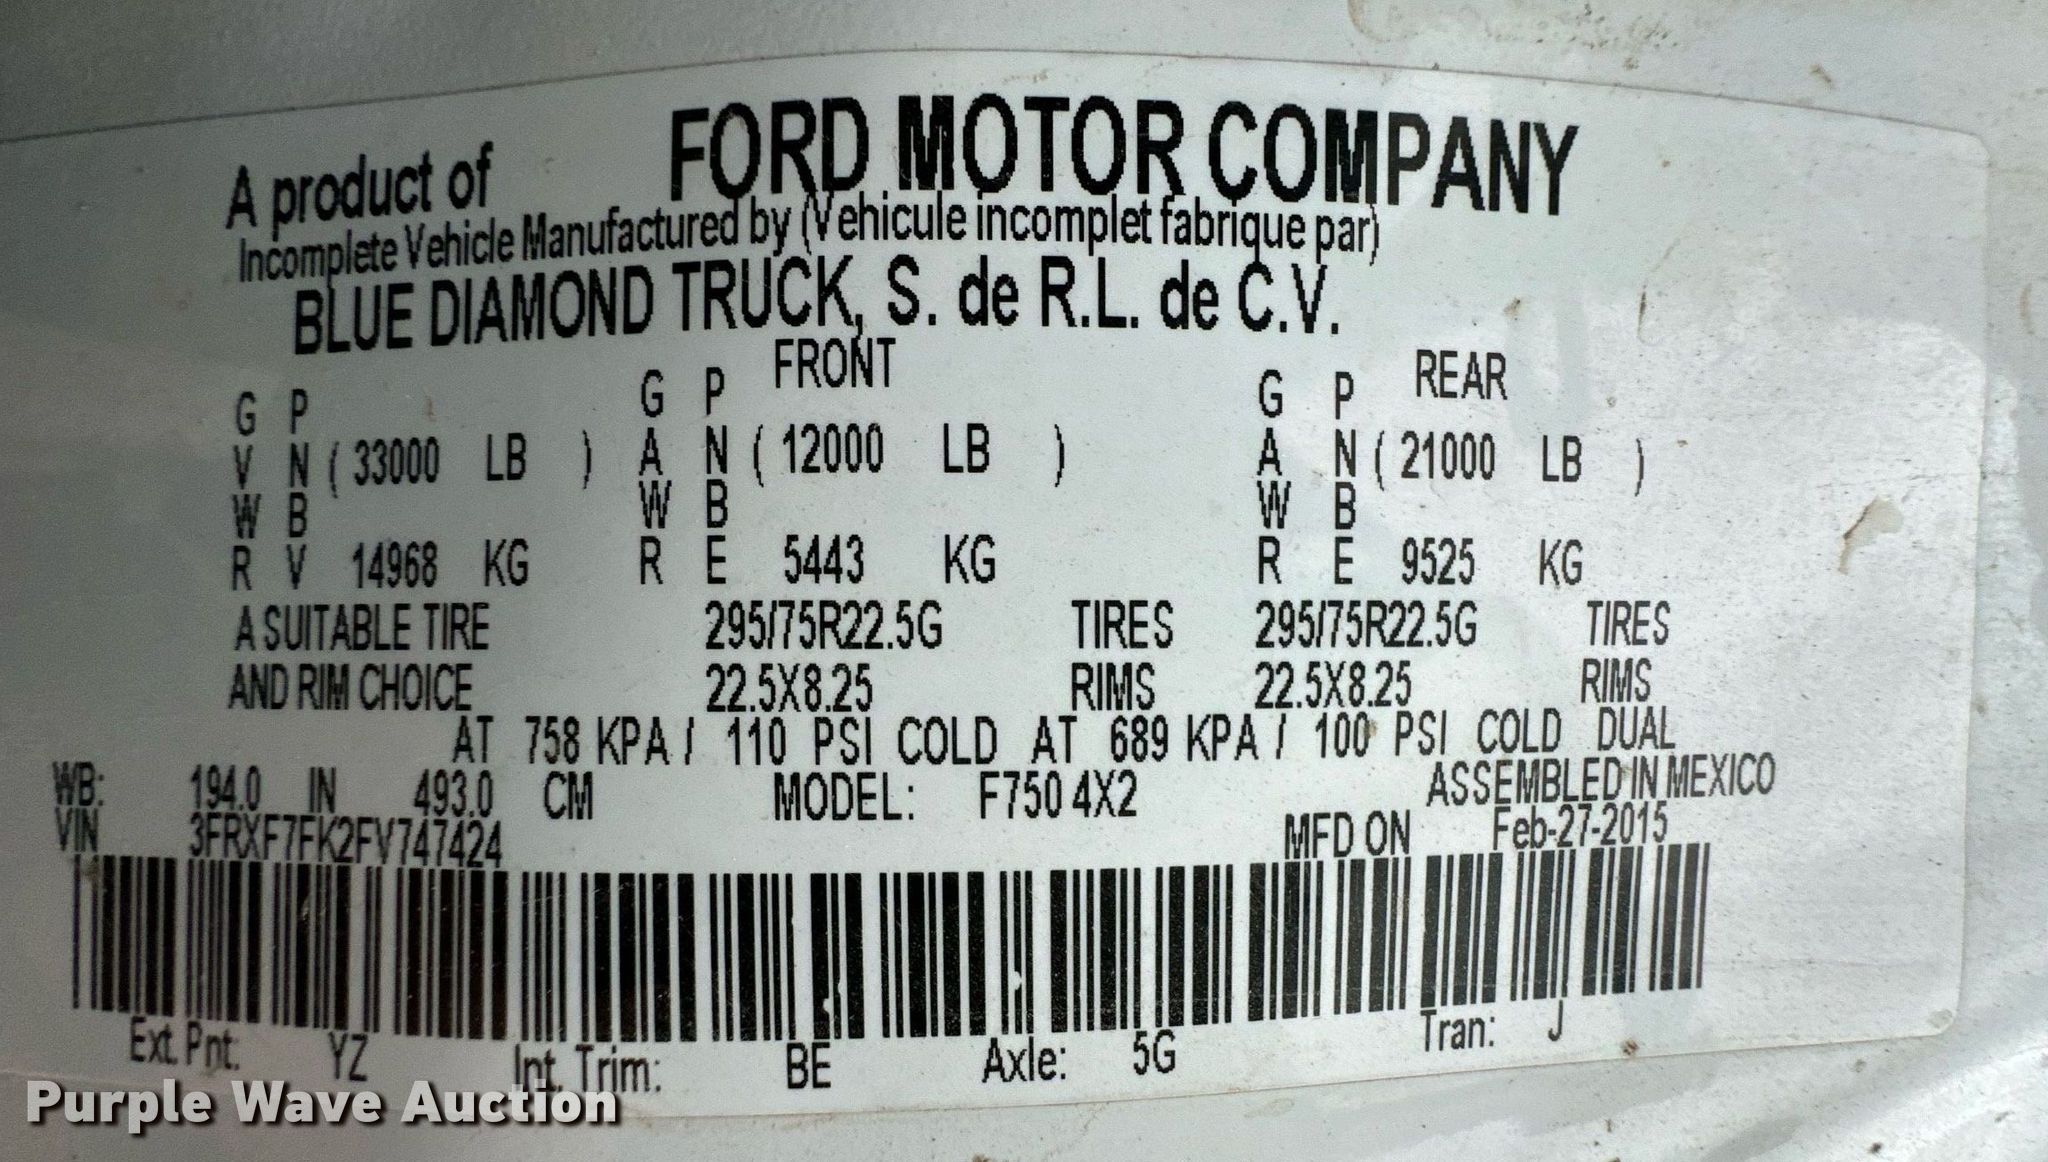 A product of FORD MOTOR COMPANY
Incomplete Vehicle Manufactured by (Vehicule incomplet fabrique par)
BLUE DIAMOND TRUCK, S. de R.L. de C.V.
FRONT REAR
G P G P G P
V N ( 33000 LB ) A N ( 12000 LB ) A N ( 21000 LB )
W B W B W B
R V 14968 KG R E 5443 KG R E 9525 KG
A SUITABLE TIRE 295/75R22.5G TIRES 295/75R22.5G TIRES
AND RIM CHOICE 22.5X8.25 RIMS 22.5X8.25 RIMS
AT 758 KPA / 110 PSI COLD AT 689 KPA / 100 PSI COLD DUAL
WB: 194.0 IN 493.0 CM MODEL: F750 4X2 ASSEMBLED IN MEXICO
VIN 3FRXF7FK2FV747424 MFD ON Feb-27-2015
Ext. Pnt: YZ Int. Trim: BE Axle: 5G Tran: J
Purple Wave Auction